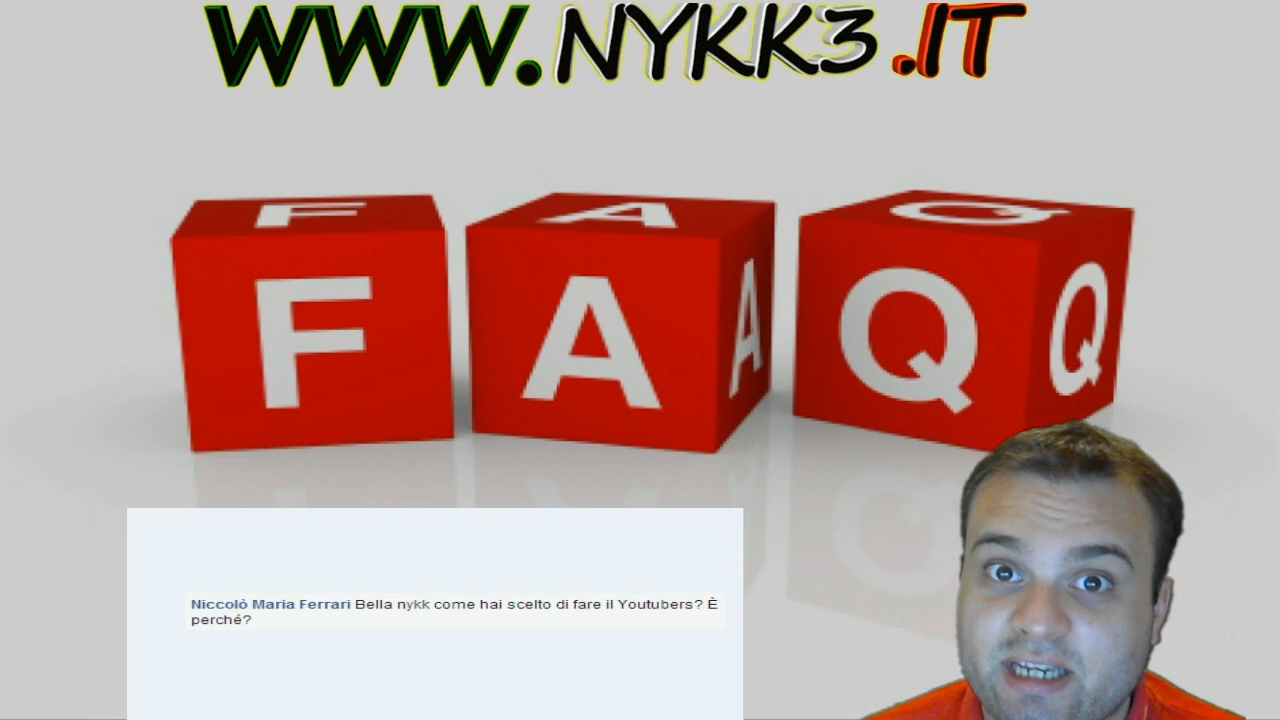 WWW.NYKK3.IT
F A Q
F A A Q Q
Niccolò Maria Ferrari Bella nykk come hai scelto di fare il Youtubers? È
perché?